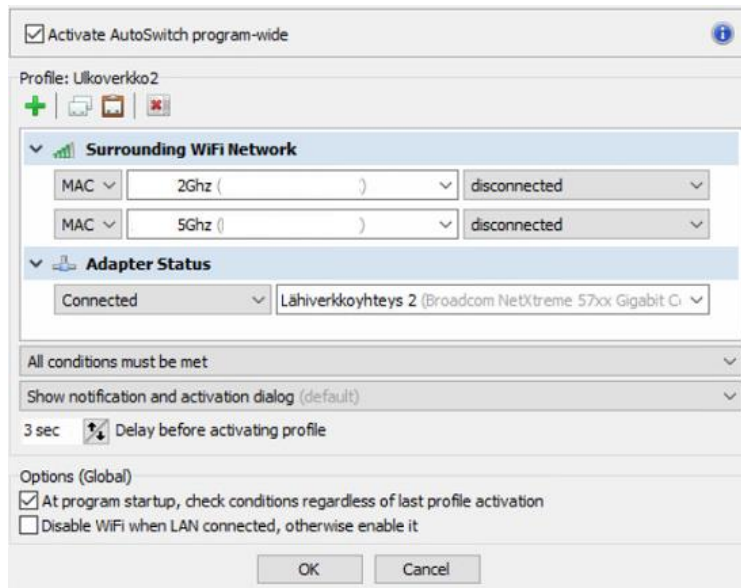 Activate AutoSwitch program-wide
Profile: Ulkoverkko2
Surrounding WiFi Network
MAC 2Ghz ( ) disconnected
MAC 5Ghz ( ) disconnected
Adapter Status
Connected Lähiverkkoyhteys 2 (Broadcom NetXtreme 57xx Gigabit C
All conditions must be met
Show notification and activation dialog (default)
3 sec Delay before activating profile
Options (Global)
At program startup, check conditions regardless of last profile activation
Disable WiFi when LAN connected, otherwise enable it
OK Cancel